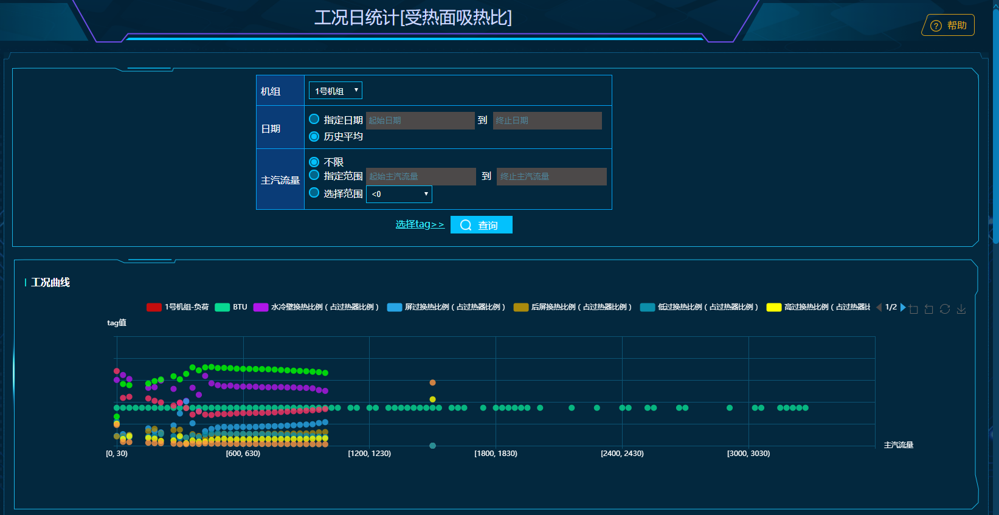 工况日统计[受热面吸热比]
帮助
机组
1号机组
日期
指定日期 起始日期 到 终止日期
历史平均
主汽流量
不限
指定范围 起始主汽流量 到 终止主汽流量
选择范围 <0
选择tag>> 查询
工况曲线
1号机组-负荷 BTU 水冷壁换热比例（占过热器比例） 屏过换热比例（占过热器比例） 后屏换热比例（占过热器比例） 低过换热比例（占过热器比例） 高过换热比例（占过热器比 1/2
tag值
[0, 30) [600, 630) [1200, 1230) [1800, 1830) [2400, 2430) [3000, 3030)
主汽流量